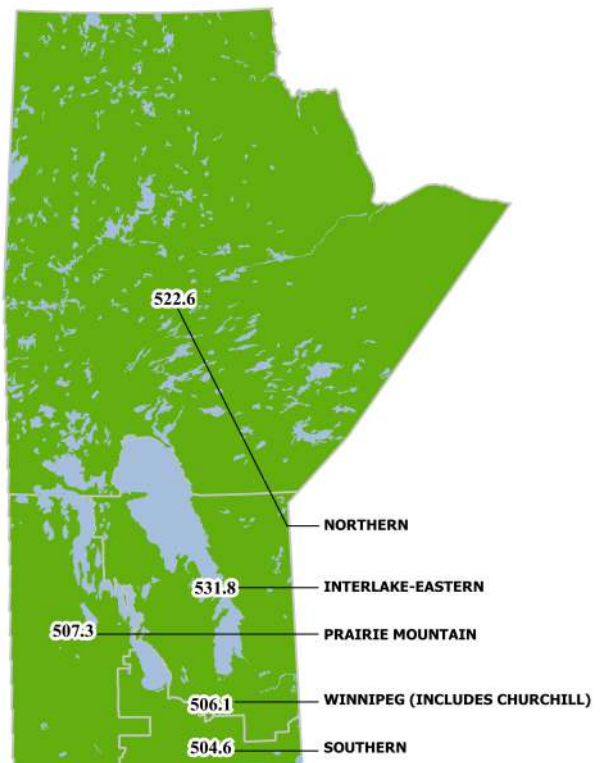 522.6
NORTHERN
531.8 INTERLAKE-EASTERN
507.3 PRAIRIE MOUNTAIN
506.1 WINNIPEG (INCLUDES CHURCHILL)
504.6 SOUTHERN